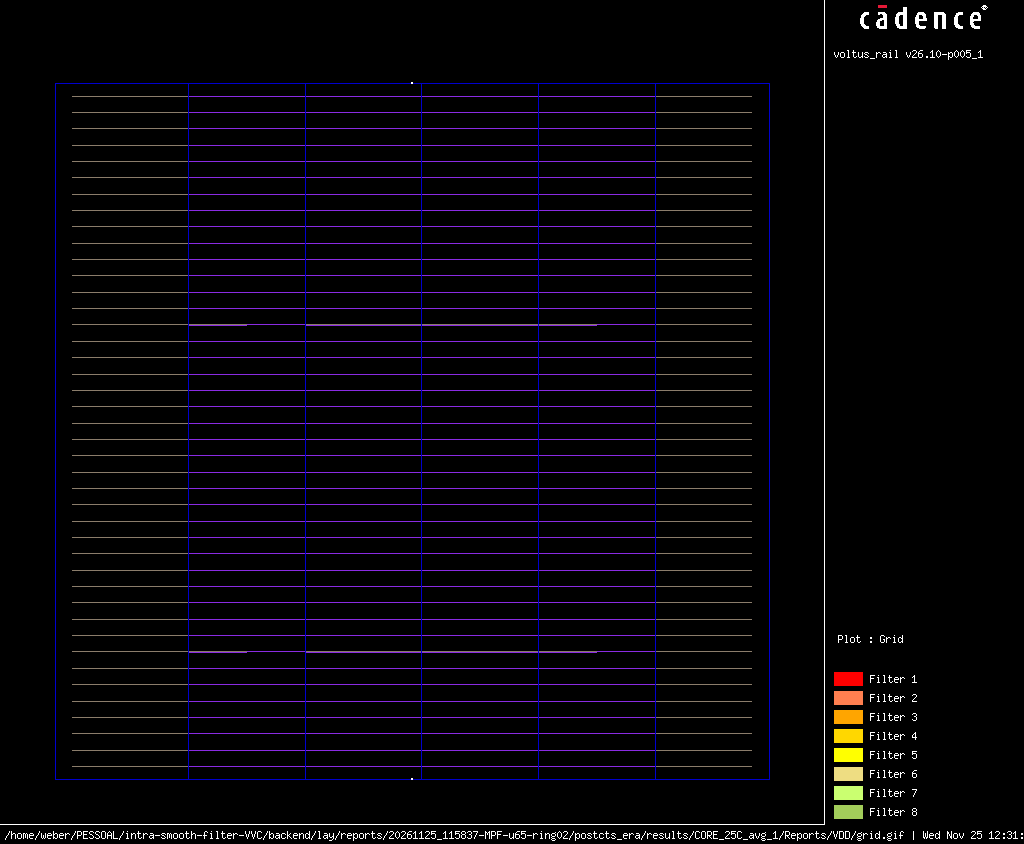 cādence®
voltus_rail v26.10-p005_1
Plot : Grid
Filter 1
Filter 2
Filter 3
Filter 4
Filter 5
Filter 6
Filter 7
Filter 8
/home/weber/PESSOAL/intra-smooth-filter-VVC/backend/lay/reports/20261125_115837-MPF-u65-ring02/postcts_era/results/CORE_25C_avg_1/Reports/VDD/grid.gif | Wed Nov 25 12:31: